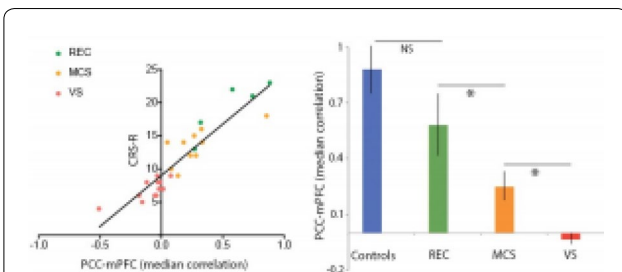 REC
MCS
VS
CRS-R
25
20
15
10
5
-1.0 -0.5 0.0 0.5 1.0
PCC-mPFC (median correlation)
PCC-mPFC (median correlation)
1
0.7
0.4
0.1
-0.2
NS
*
*
Controls REC MCS VS